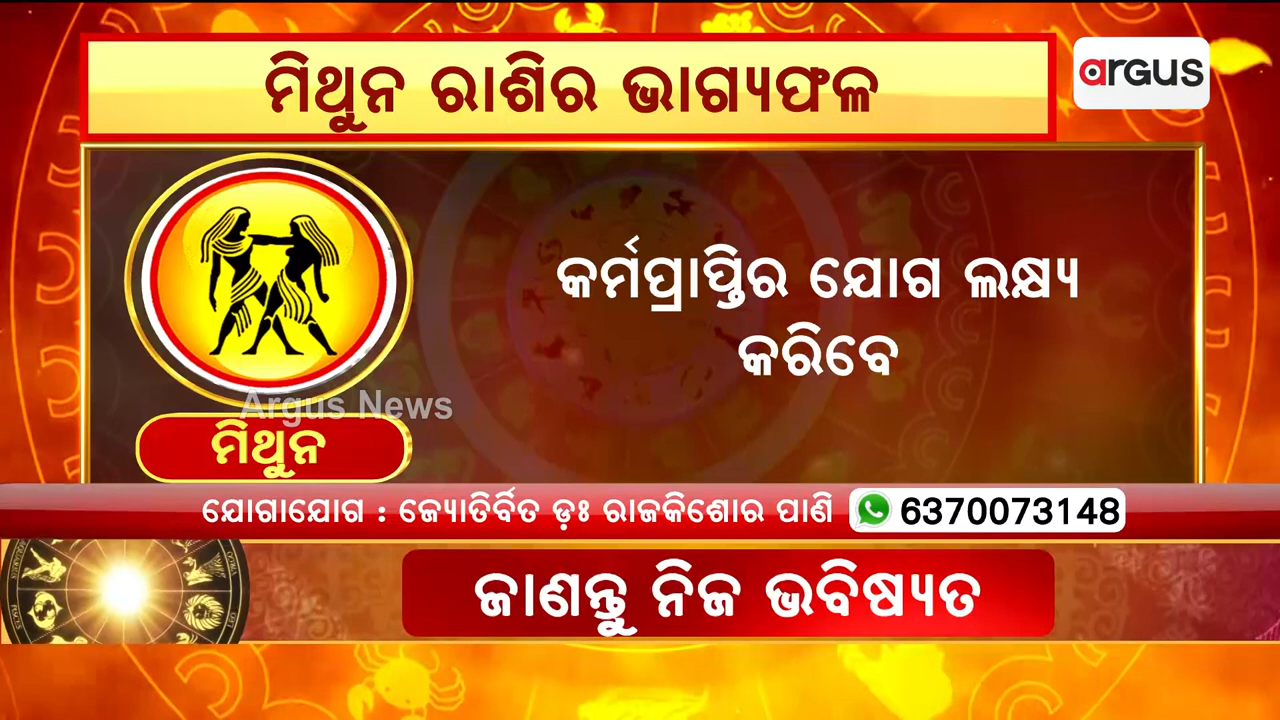 ମିଥୁନ ରାଶିର ଭାଗ୍ୟଫଳ
argus
କର୍ମପ୍ରାପ୍ତିର ଯୋଗ ଲକ୍ଷ୍ୟ
କରିବେ
Argus News
ମିଥୁନ
ଯୋଗାଯୋଗ : ଜ୍ୟୋତିର୍ବିତ ଡ଼ଃ ରାଜକିଶୋର ପାଣି 6370073148
ଜାଣନ୍ତୁ ନିଜ ଭବିଷ୍ୟତ